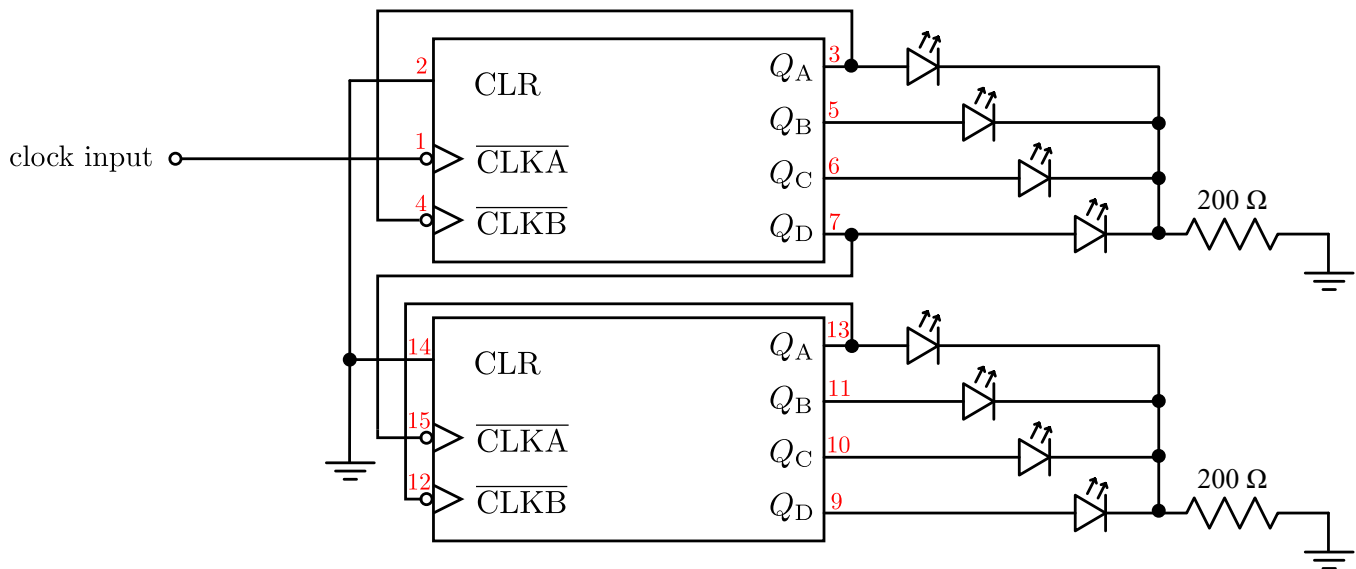 3
2
CLR
Q_A
5
Q_B
clock input
1
CLKA
6
Q_C
4
CLKB
7
Q_D
200 Ω
14
CLR
13
Q_A
11
Q_B
15
CLKA
10
Q_C
12
CLKB
9
Q_D
200 Ω